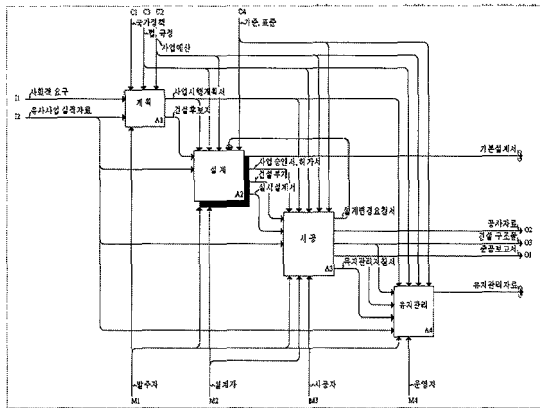 C1 C3 C2 C4
국가정책
법, 규정
사업예산
기준, 표준
I1 사회적 요구
I2 유사사업 실적자료
계획
A1
사업시행계획서
건설후보지
설계
A2
사업승인서, 허가서
건설부지
실시설계서
기본설계서
시공
A3
설계변경요청서
공사자료 O2
건설 구조물 O3
준공보고서 O1
유지관리지침서
유지관리
A4
유지관리자료
발주자
설계자
시공자
운영자
M1 M2 M3 M4